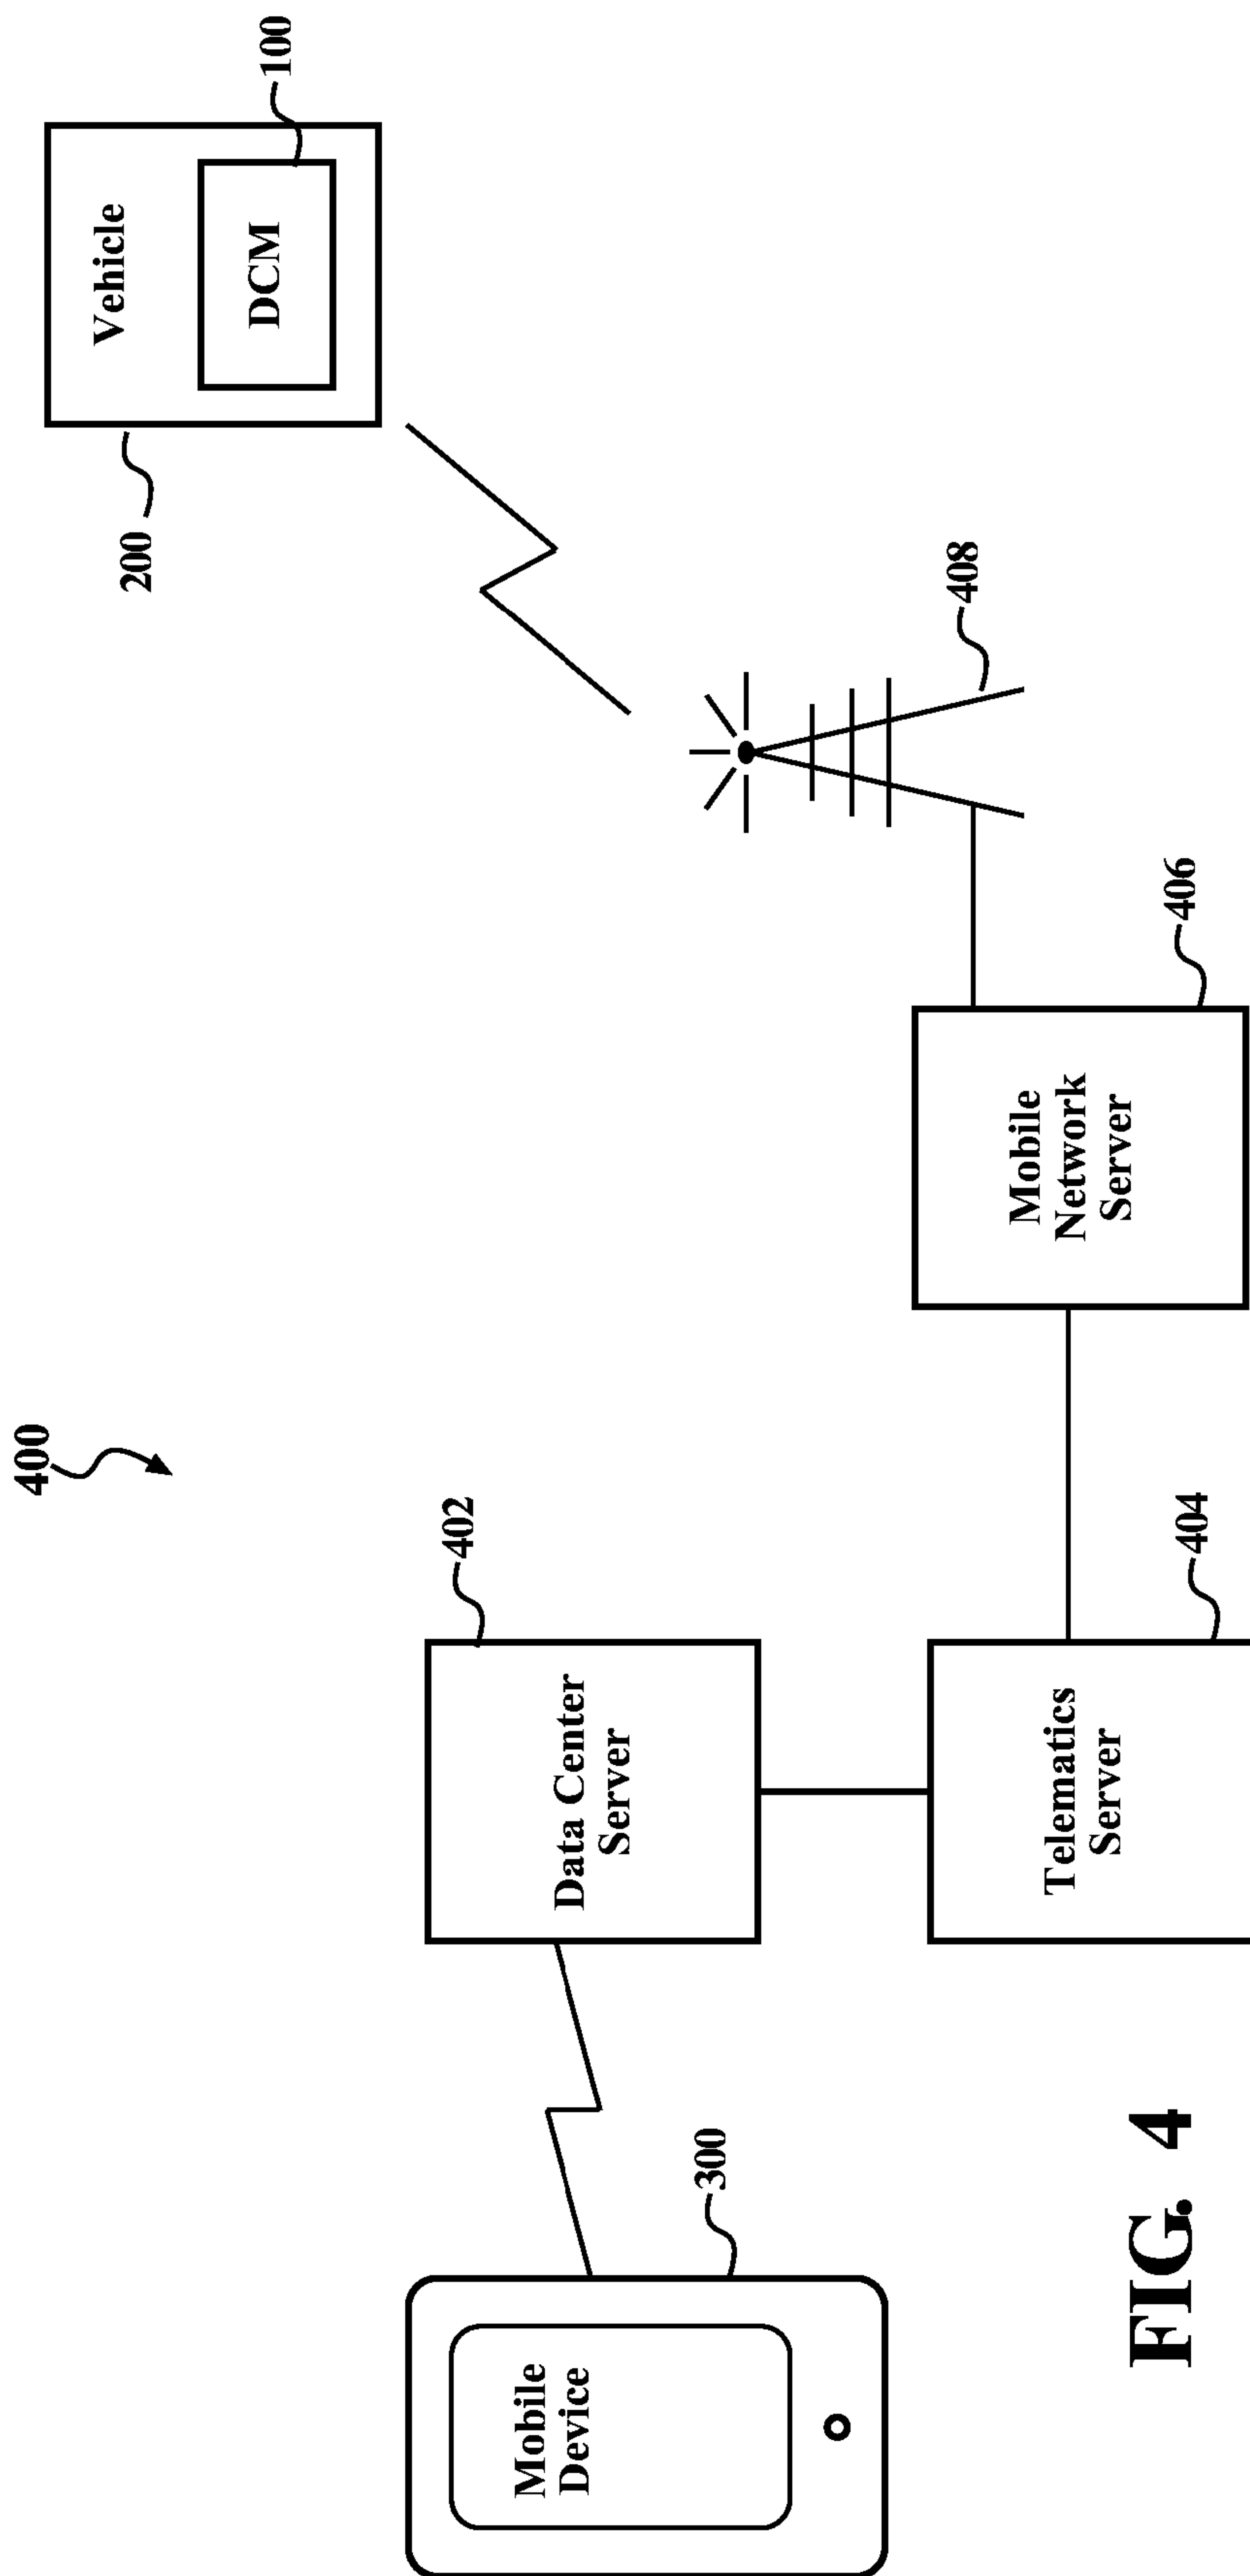 400
Vehicle
DCM
100
200
408
Mobile
Network
Server
406
Data Center
Server
402
Telematics
Server
404
Mobile
Device
300
FIG. 4